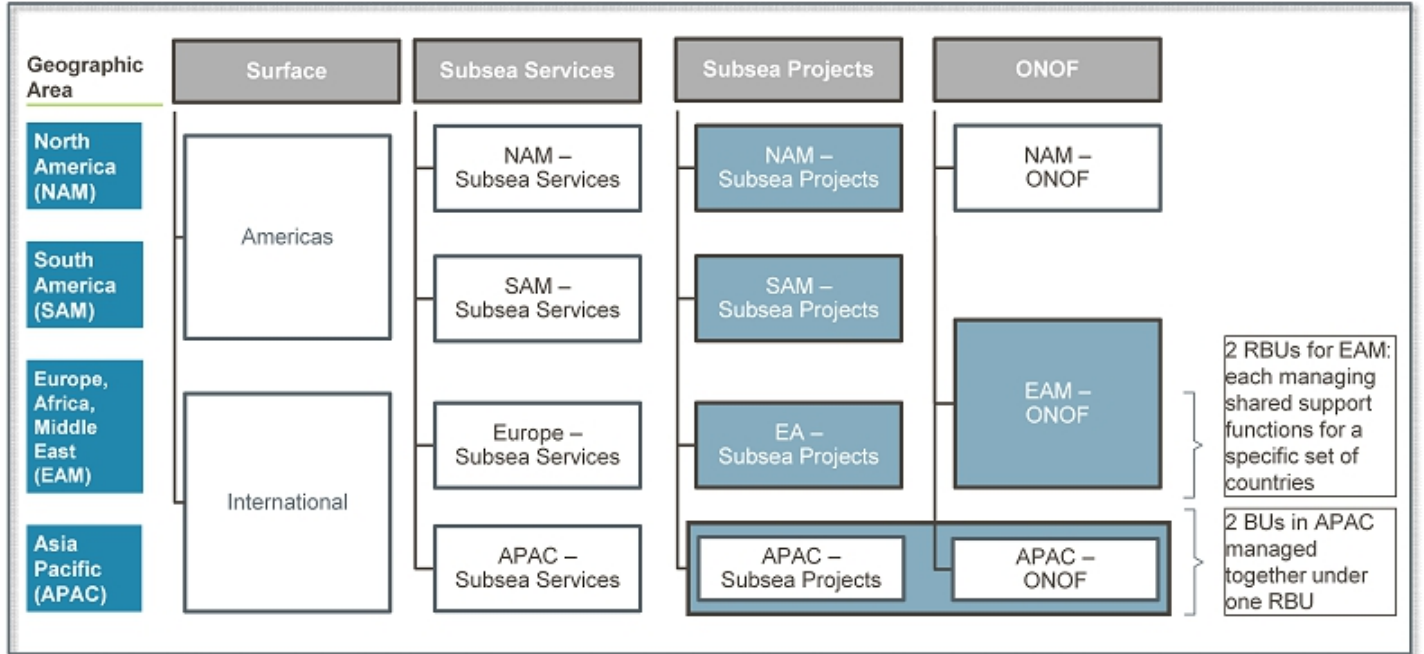 Geographic
Area
Surface
Subsea Services
Subsea Projects
ONOF
North
America
(NAM)
South
America
(SAM)
Europe,
Africa,
Middle
East
(EAM)
Asia
Pacific
(APAC)
Americas
International
NAM –
Subsea Services
SAM –
Subsea Services
Europe –
Subsea Services
APAC –
Subsea Services
NAM –
Subsea Projects
SAM –
Subsea Projects
EA –
Subsea Projects
APAC –
Subsea Projects
NAM –
ONOF
EAM –
ONOF
APAC –
ONOF
2 RBUs for EAM:
each managing
shared support
functions for a
specific set of
countries
2 BUs in APAC
managed
together under
one RBU